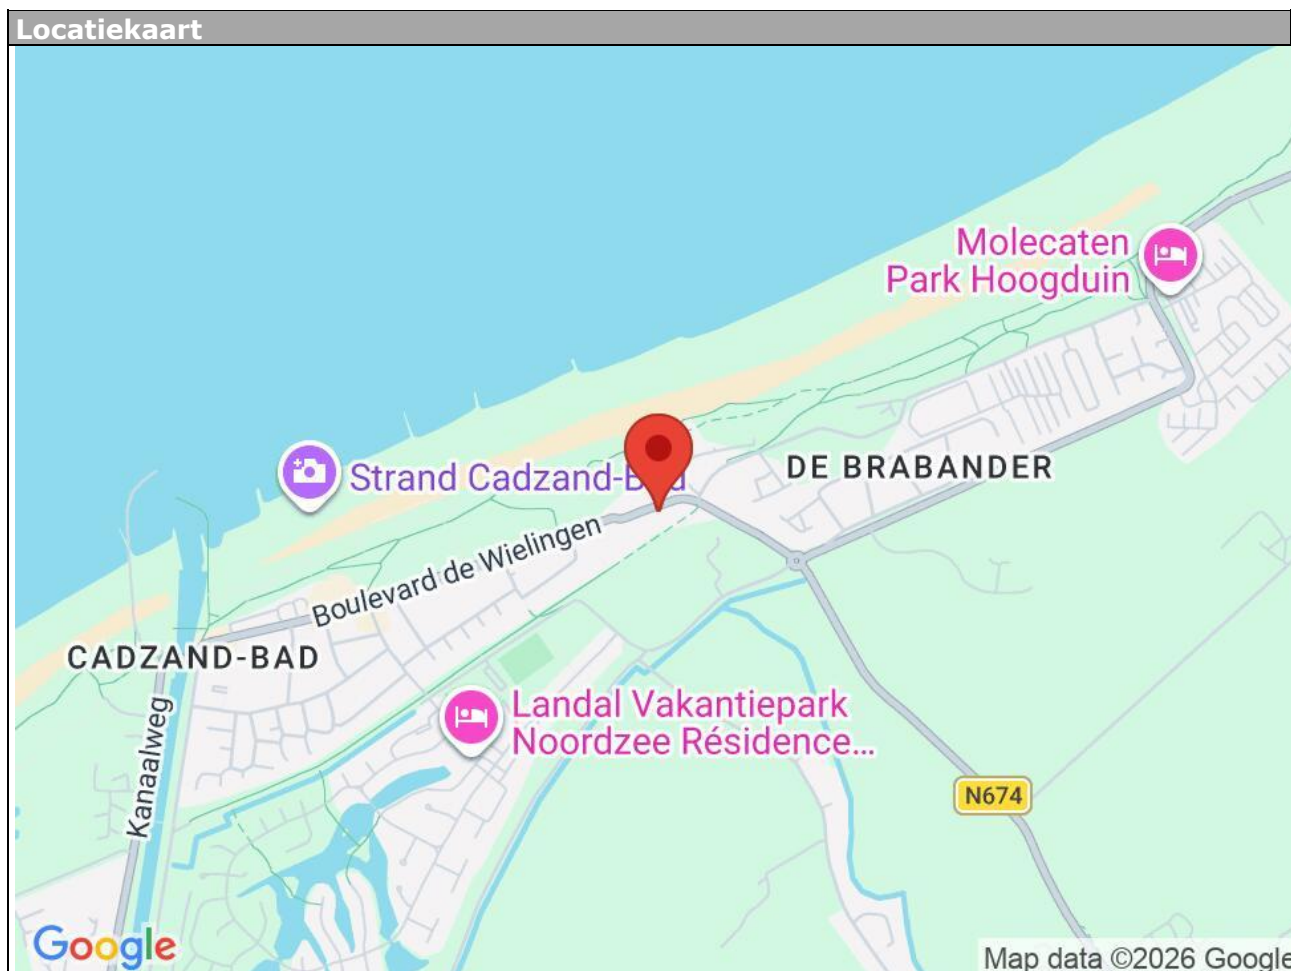 Locatiekaart
Molecaten
Park Hoogduin
DE BRABANDER
Strand Cadzand-Bad
Boulevard de Wielingen
CADZAND-BAD
Kanaalweg
Landal Vakantiepark
Noordzee Résidence...
N674
Google
Map data ©2026 Google